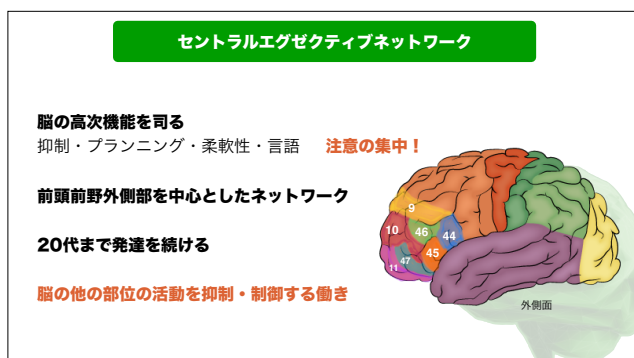 セントラルエグゼクティブネットワーク
脳の高次機能を司る
抑制・プランニング・柔軟性・言語　注意の集中！
前頭前野外側部を中心としたネットワーク
20代まで発達を続ける
脳の他の部位の活動を抑制・制御する働き
9
10
46
44
45
47
11
外側面